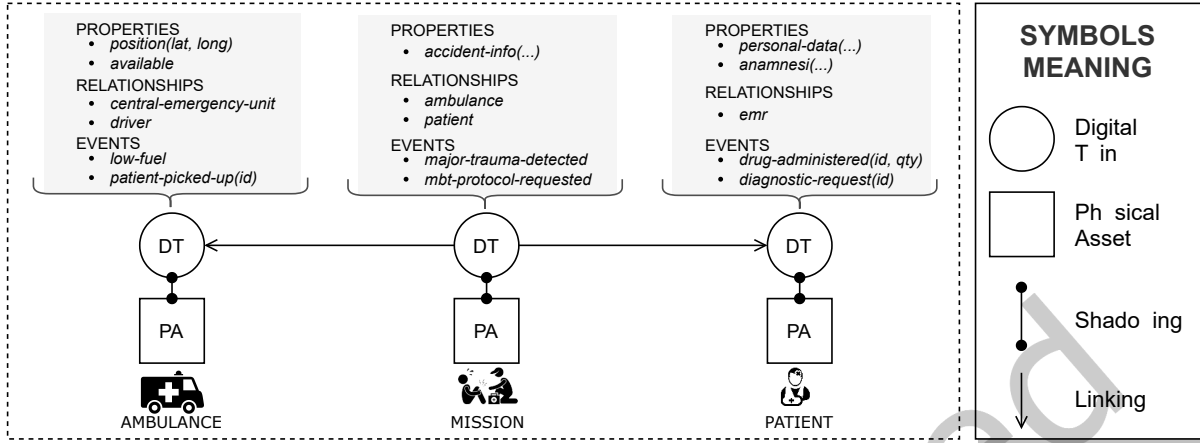 PROPERTIES
• position(lat, long)
• available
RELATIONSHIPS
• central-emergency-unit
• driver
EVENTS
• low-fuel
• patient-picked-up(id)
PROPERTIES
• accident-info(...)
RELATIONSHIPS
• ambulance
• patient
EVENTS
• major-trauma-detected
• mbt-protocol-requested
PROPERTIES
• personal-data(...)
• anamnesi(...)
RELATIONSHIPS
• emr
EVENTS
• drug-administered(id, qty)
• diagnostic-request(id)
DT
DT
DT
PA
PA
PA
AMBULANCE
MISSION
PATIENT
SYMBOLS
MEANING
Digital
T in
Ph sical
Asset
Shado ing
Linking